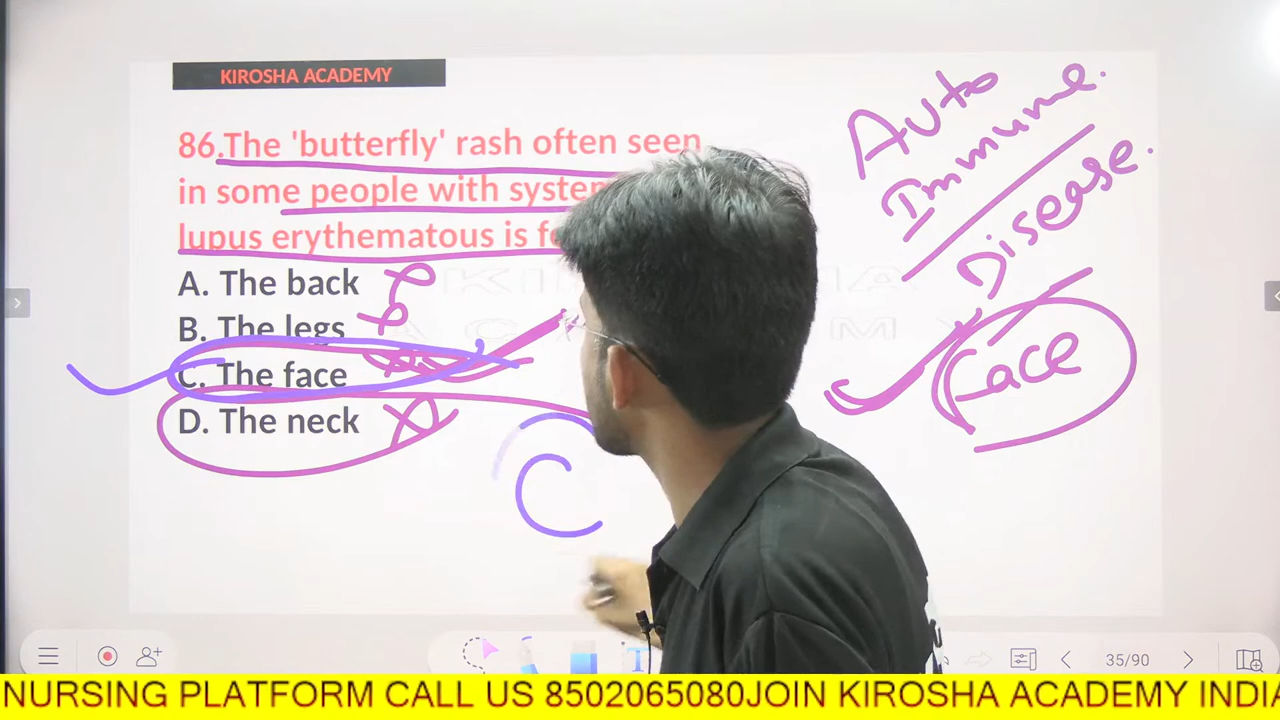 KIROSHA ACADEMY
86.The 'butterfly' rash often seen
in some people with system
lupus erythematous is
A. The back
B. The legs
C. The face
D. The neck
Auto
Immune.
Disease.
Face
C
KIROSHA
35/90
NURSING PLATFORM CALL US 8502065080JOIN KIROSHA ACADEMY INDIA